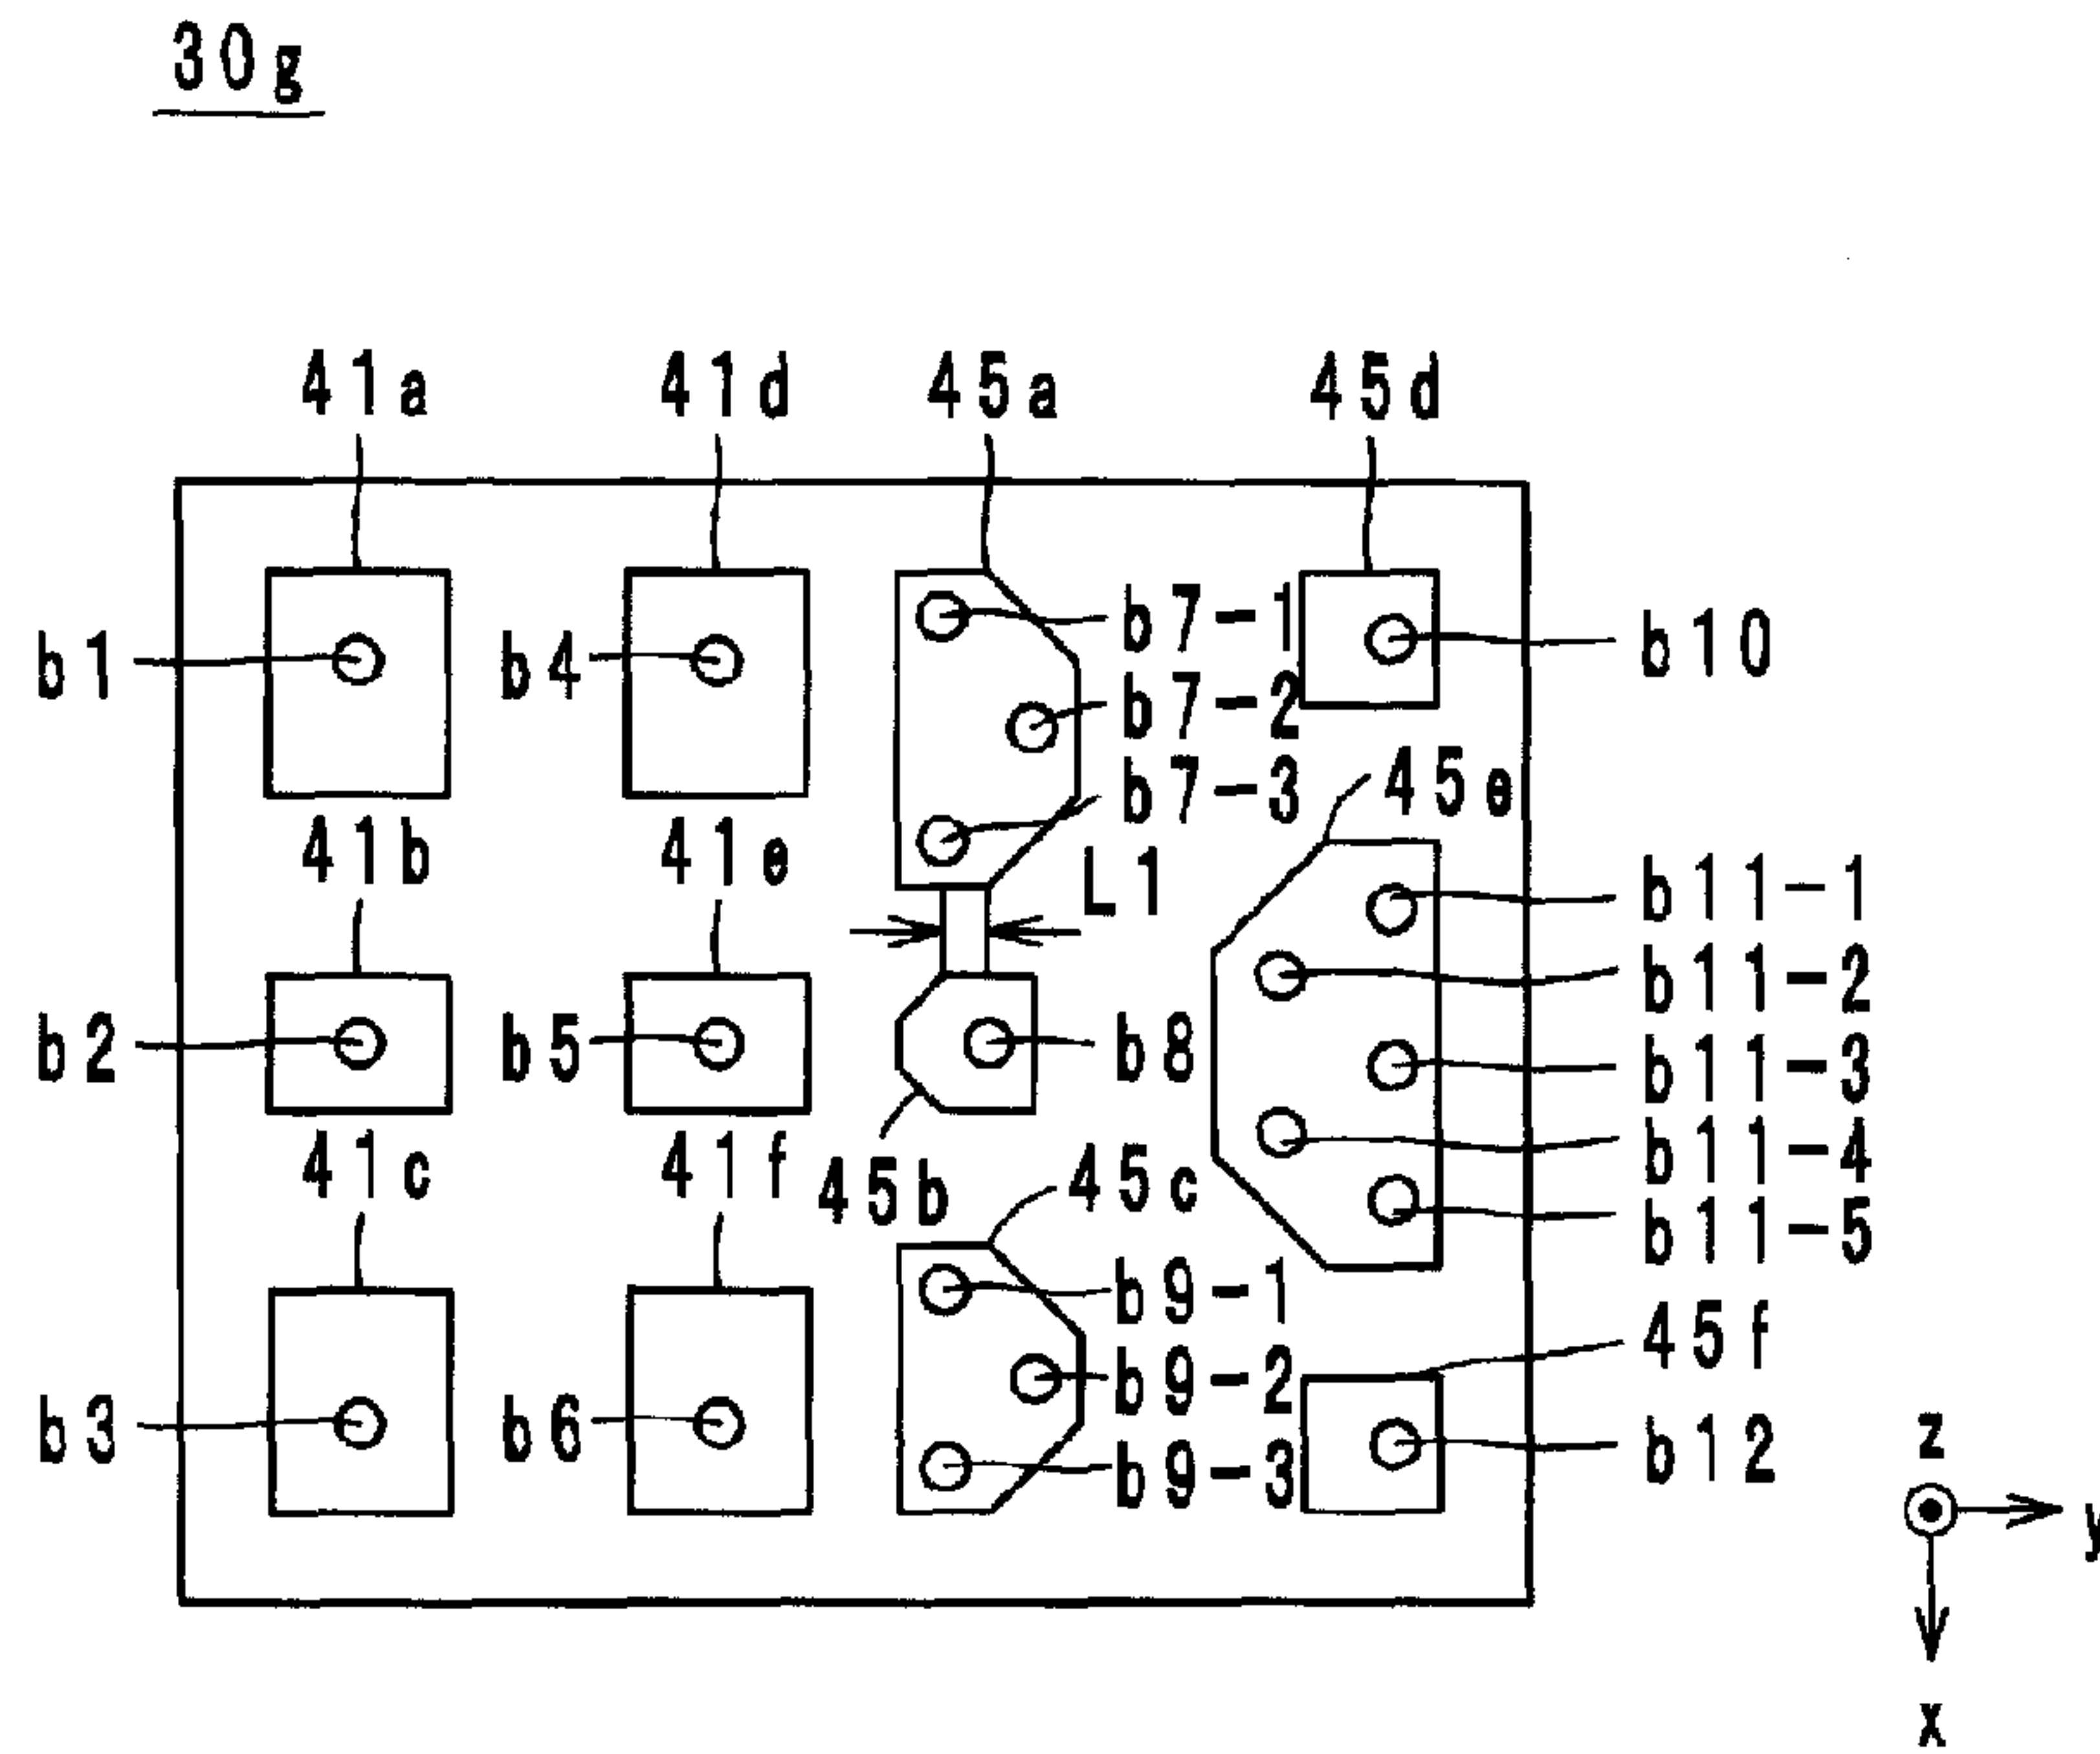 30g
41a 41d 45a 45d
b1 b4 b7-1 b10
b7-2
b7-3 45e
41b 41e L1 b11-1
b11-2
b2 b5 b8 b11-3
41c 41f 45b 45c b11-4
b11-5
b9-1
45f
b9-2
b3 b6 b9-3 b12
z
y
x